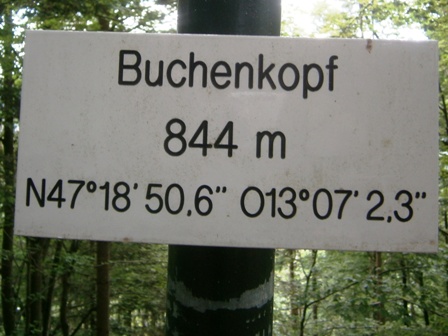 Buchenkopf
844 m
N47°18'50,6" O13°07'2,3"